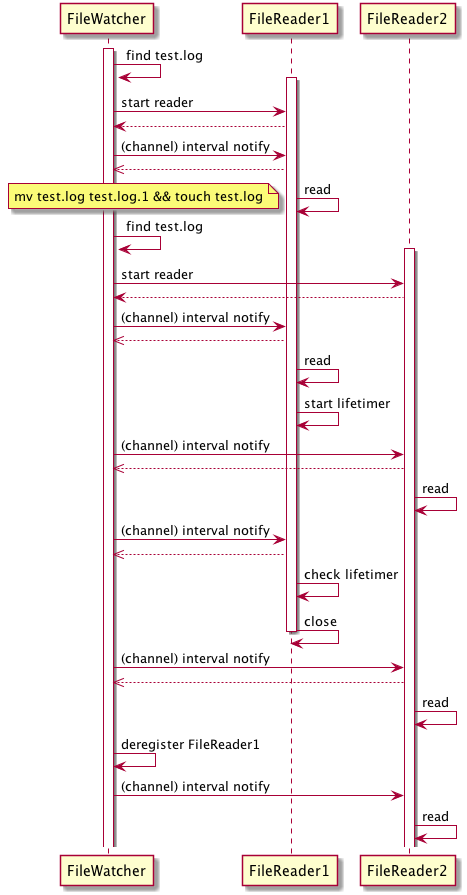 FileWatcher
FileReader1
FileReader2
find test.log
start reader
(channel) interval notify
read
mv test.log test.log.1 && touch test.log
find test.log
start reader
(channel) interval notify
read
start lifetimer
(channel) interval notify
read
(channel) interval notify
check lifetimer
close
(channel) interval notify
read
deregister FileReader1
(channel) interval notify
read
FileWatcher
FileReader1
FileReader2